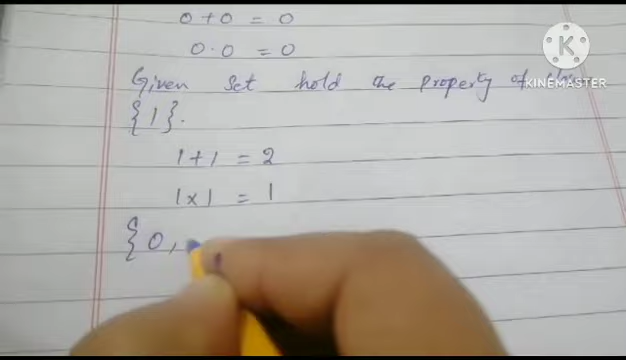 0 + 0 = 0
0 · 0 = 0
Given set hold the property of
{1}.
1 + 1 = 2
1 × 1 = 1
{0,
KINEMASTER